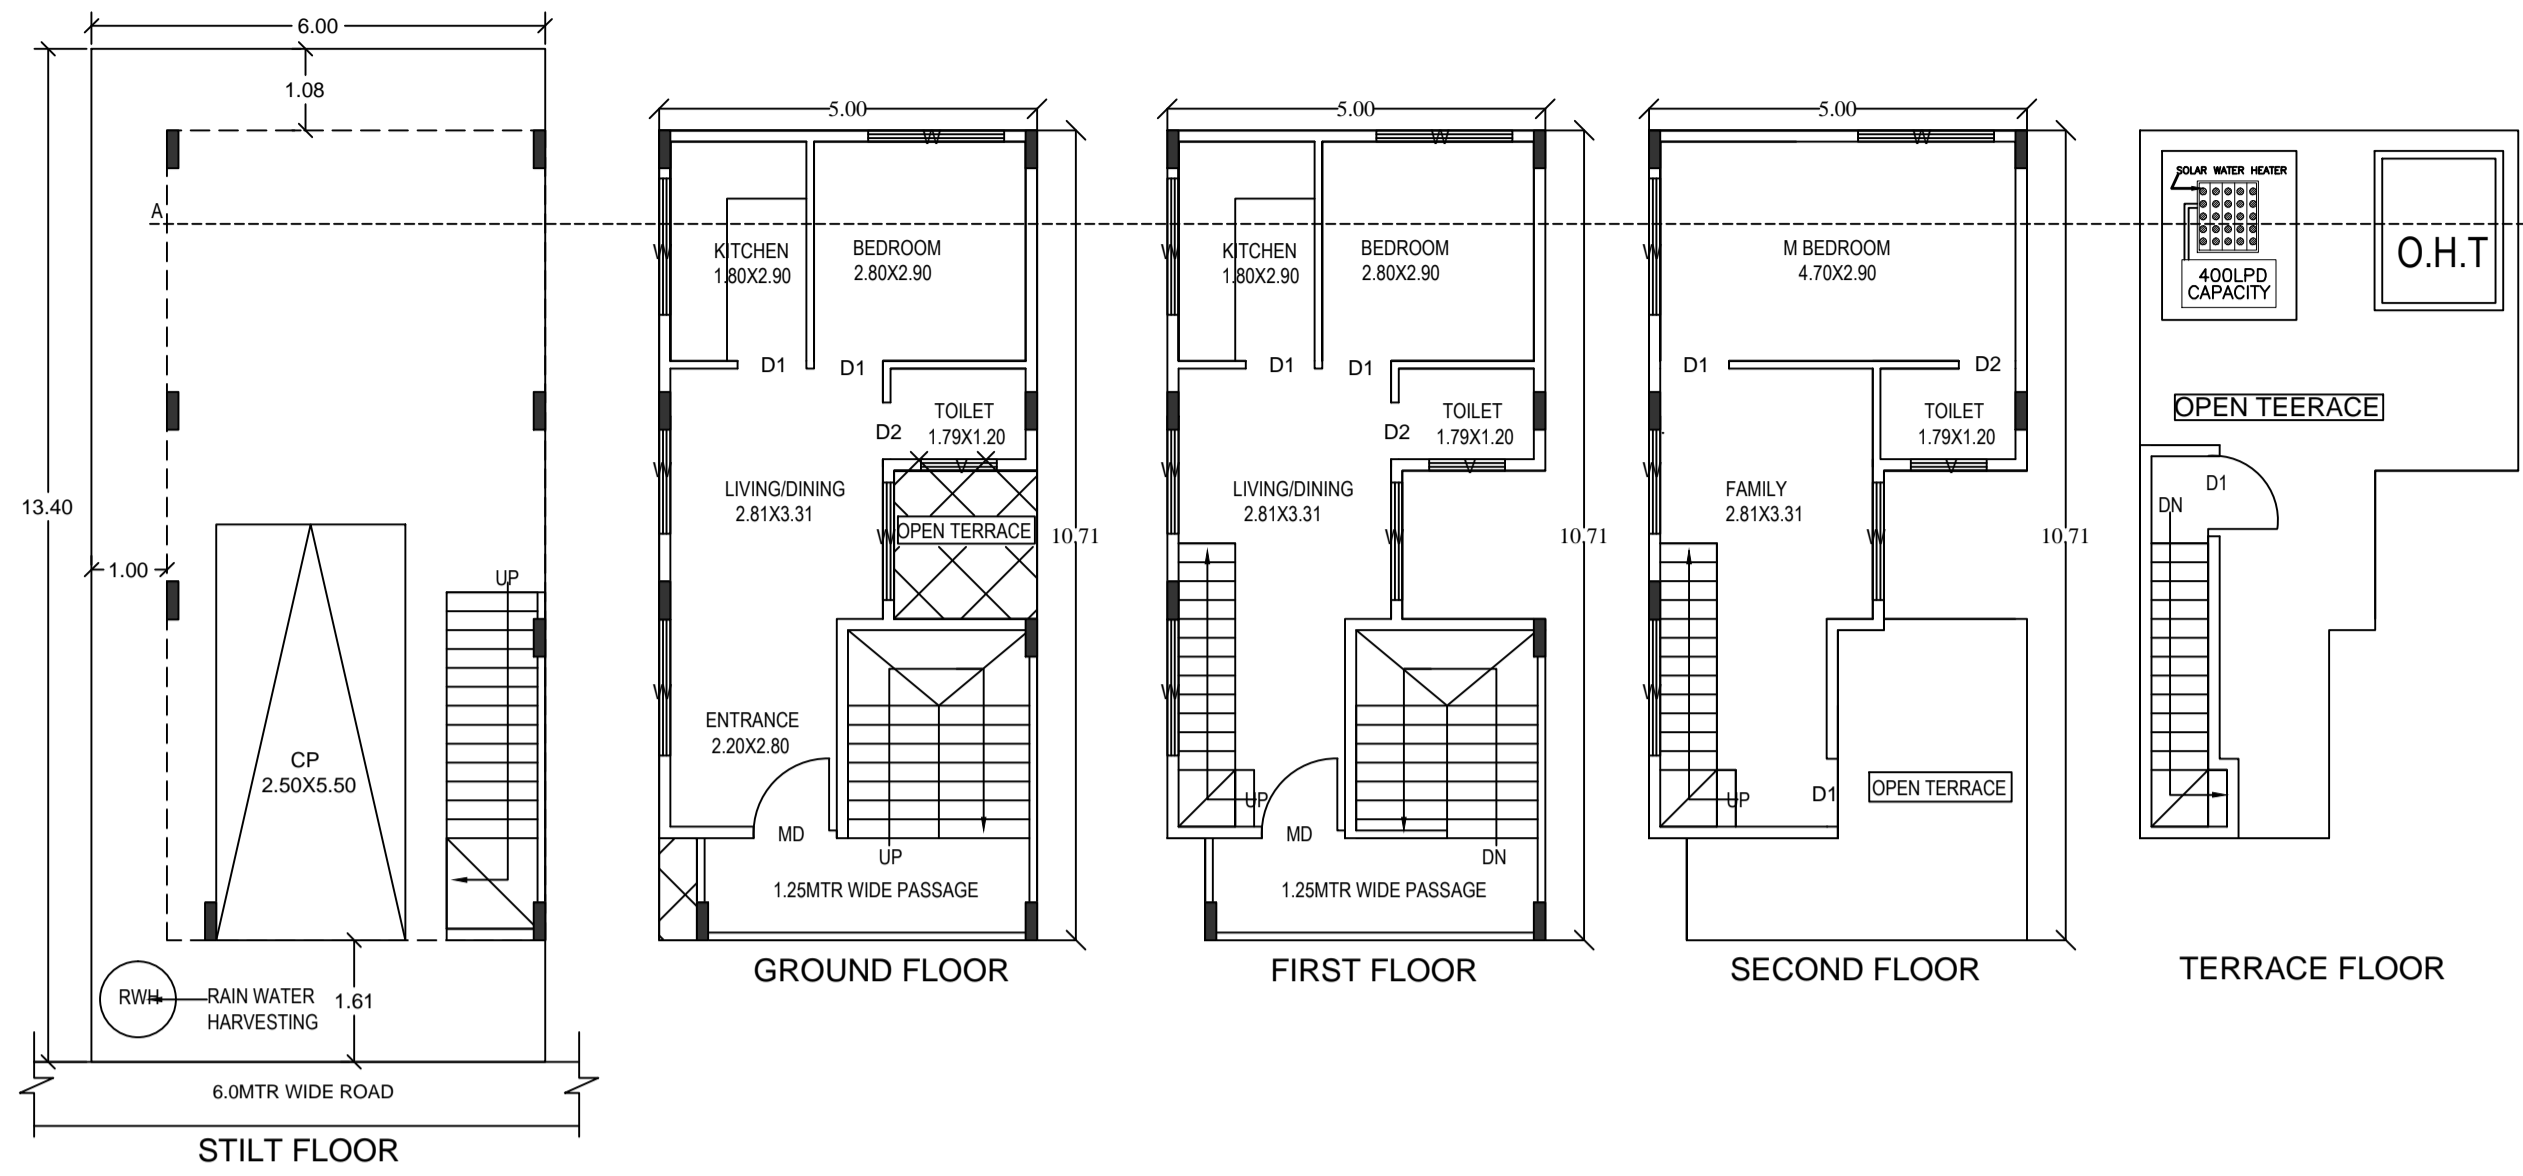 6.00
1.08
A
13.40
1.00
UP
CP
2.50X5.50
RWH
RAIN WATER
HARVESTING
1.61
6.0MTR WIDE ROAD
STILT FLOOR
5.00
W
W
KITCHEN
1.80X2.90
BEDROOM
2.80X2.90
D1
D1
TOILET
1.79X1.20
D2
V
W
LIVING/DINING
2.81X3.31
W
OPEN TERRACE
10.71
W
ENTRANCE
2.20X2.80
MD
UP
1.25MTR WIDE PASSAGE
GROUND FLOOR
5.00
W
W
KITCHEN
1.80X2.90
BEDROOM
2.80X2.90
D1
D1
TOILET
1.79X1.20
D2
V
W
LIVING/DINING
2.81X3.31
W
10.71
W
UP
MD
DN
1.25MTR WIDE PASSAGE
FIRST FLOOR
5.00
W
W
M BEDROOM
4.70X2.90
D1
D2
TOILET
1.79X1.20
V
W
FAMILY
2.81X3.31
W
10.71
W
UP
D1
OPEN TERRACE
SECOND FLOOR
SOLAR WATER HEATER
400LPD
CAPACITY
O.H.T
OPEN TEERACE
D1
DN
TERRACE FLOOR